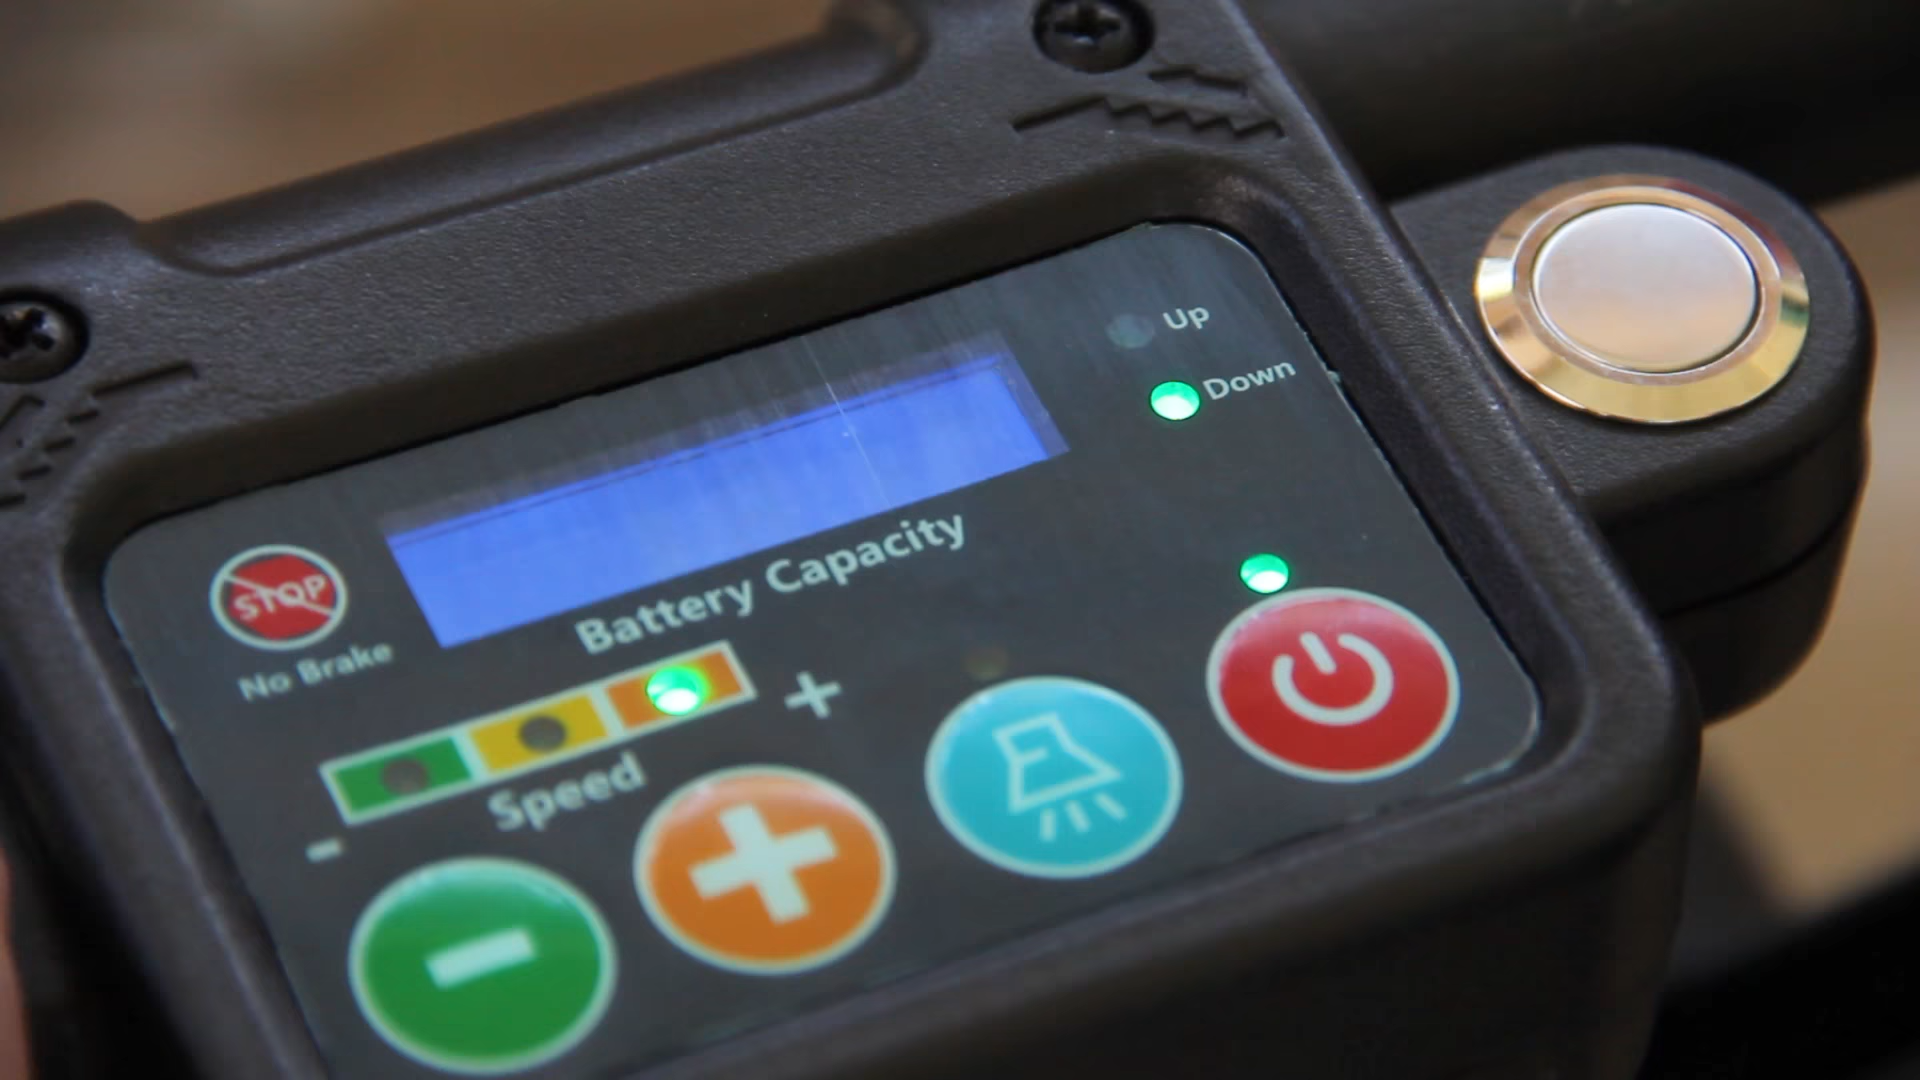 Up
Down
STOP
No Brake
Battery Capacity
- +
Speed